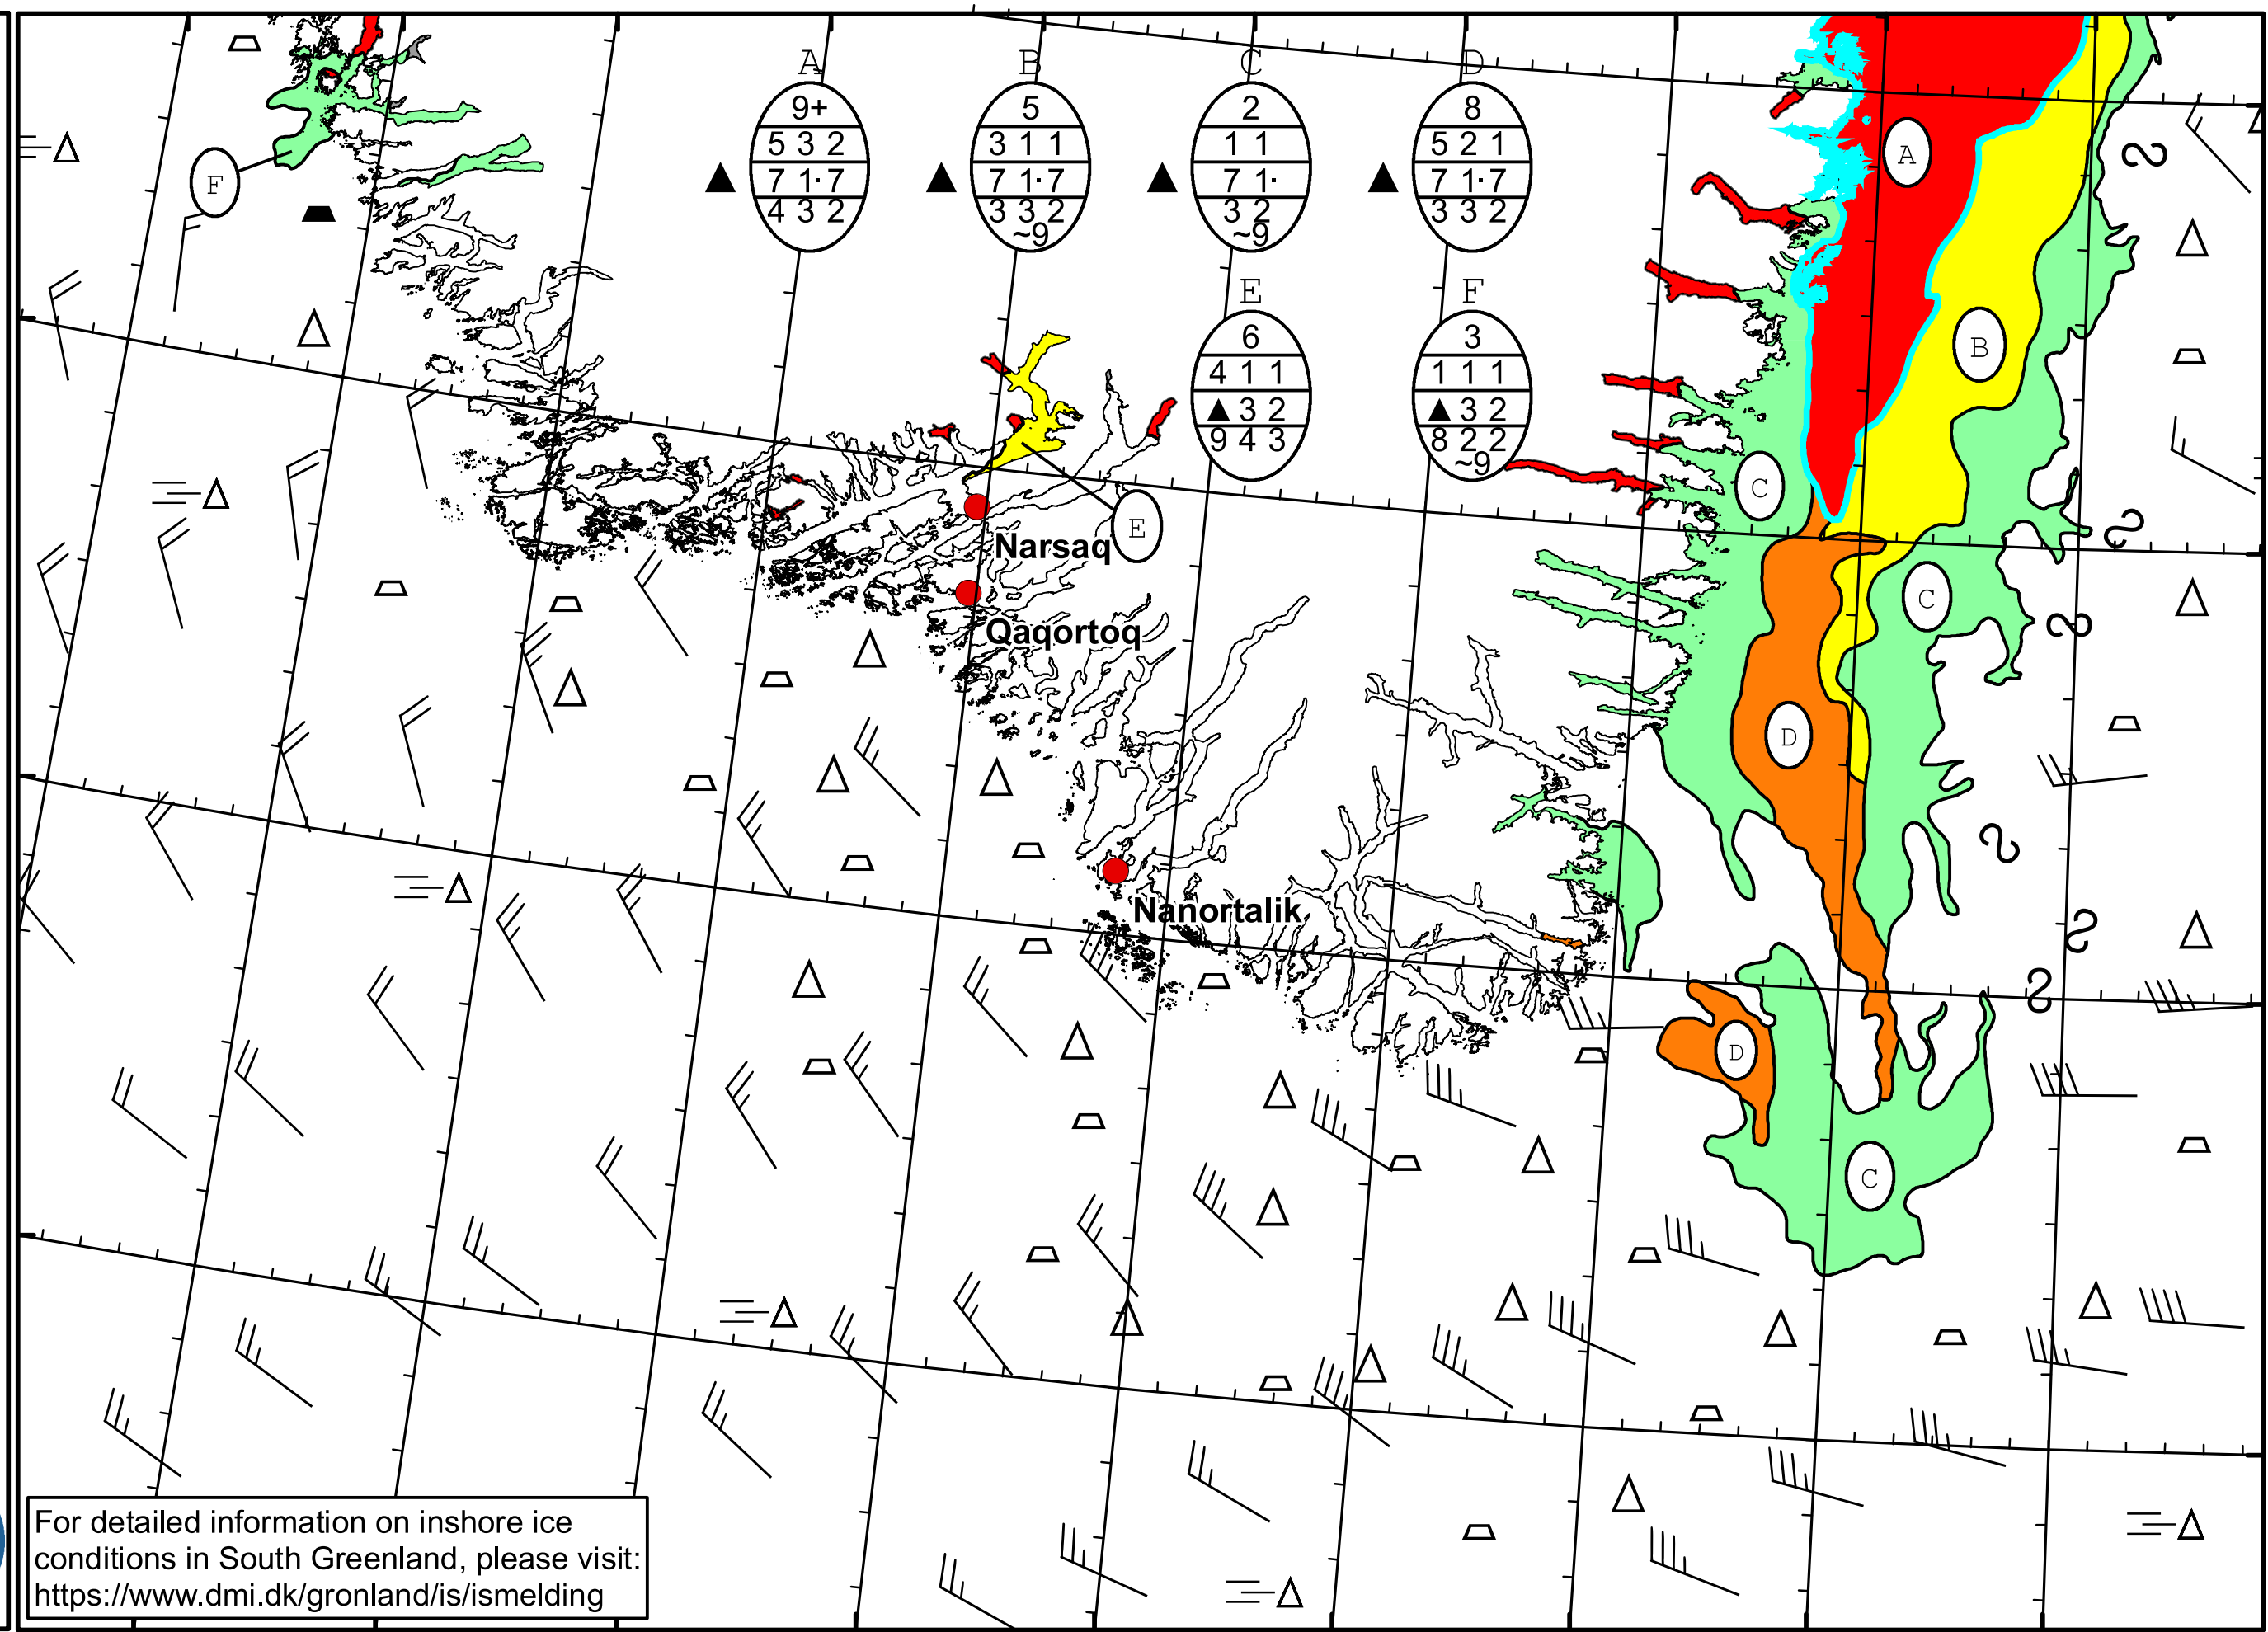 A B C D
9+ 5 2 8
5 3 2 3 1 1 1 1 5 2 1
▲ 7 1· 7 ▲ 7 1· 7 ▲ 7 1· ▲ 7 1· 7
4 3 2 3 3 2 3 2 3 3 2
~9 ~9
E F
6 3
4 1 1 1 1 1
▲ 3 2 ▲ 3 2
9 4 3 8 2 2
~9
A
F
B
C
E
Narsaq
C
Qaqortoq
D
Nanortalik
D
C
For detailed information on inshore ice
conditions in South Greenland, please visit:
https://www.dmi.dk/gronland/is/ismelding